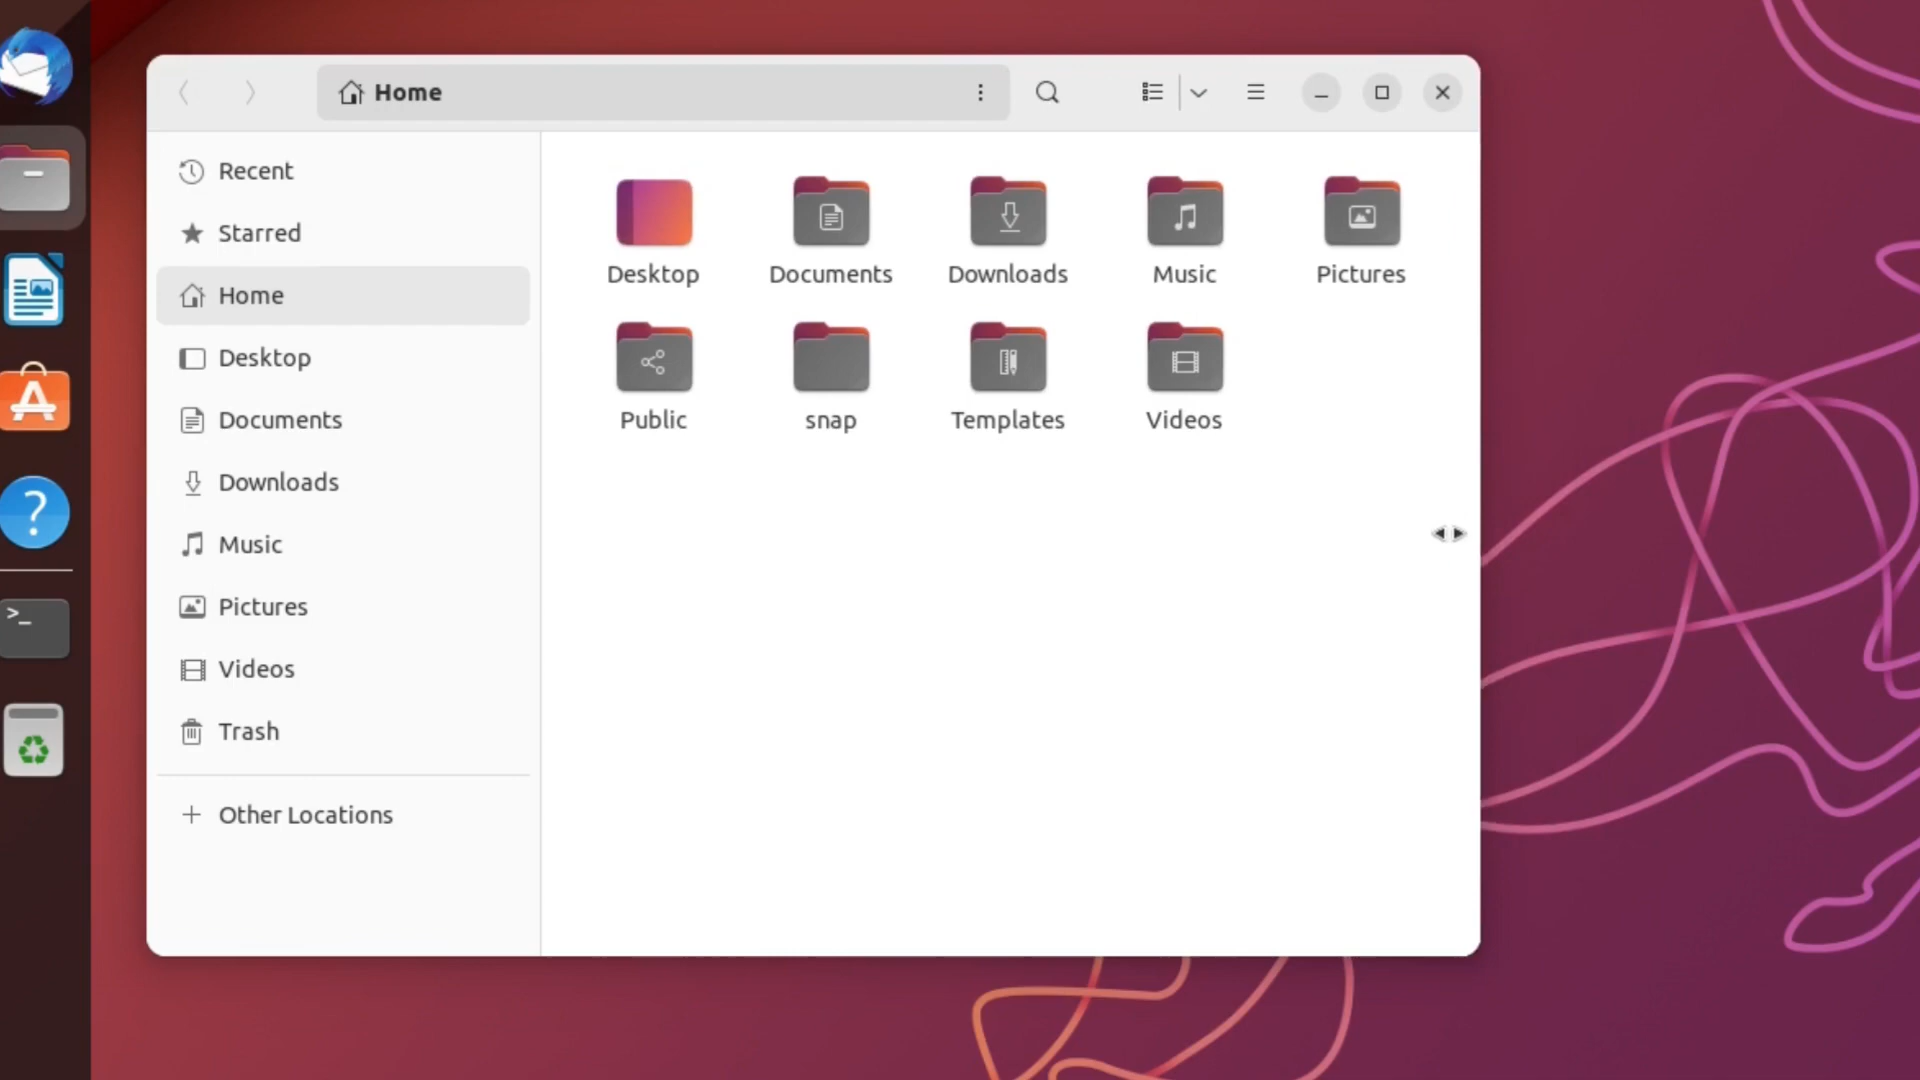 Home
Recent
Starred
Home
Desktop
Documents
Downloads
Music
Pictures
Videos
Trash
Other Locations
Desktop
Documents
Downloads
Music
Pictures
Public
snap
Templates
Videos